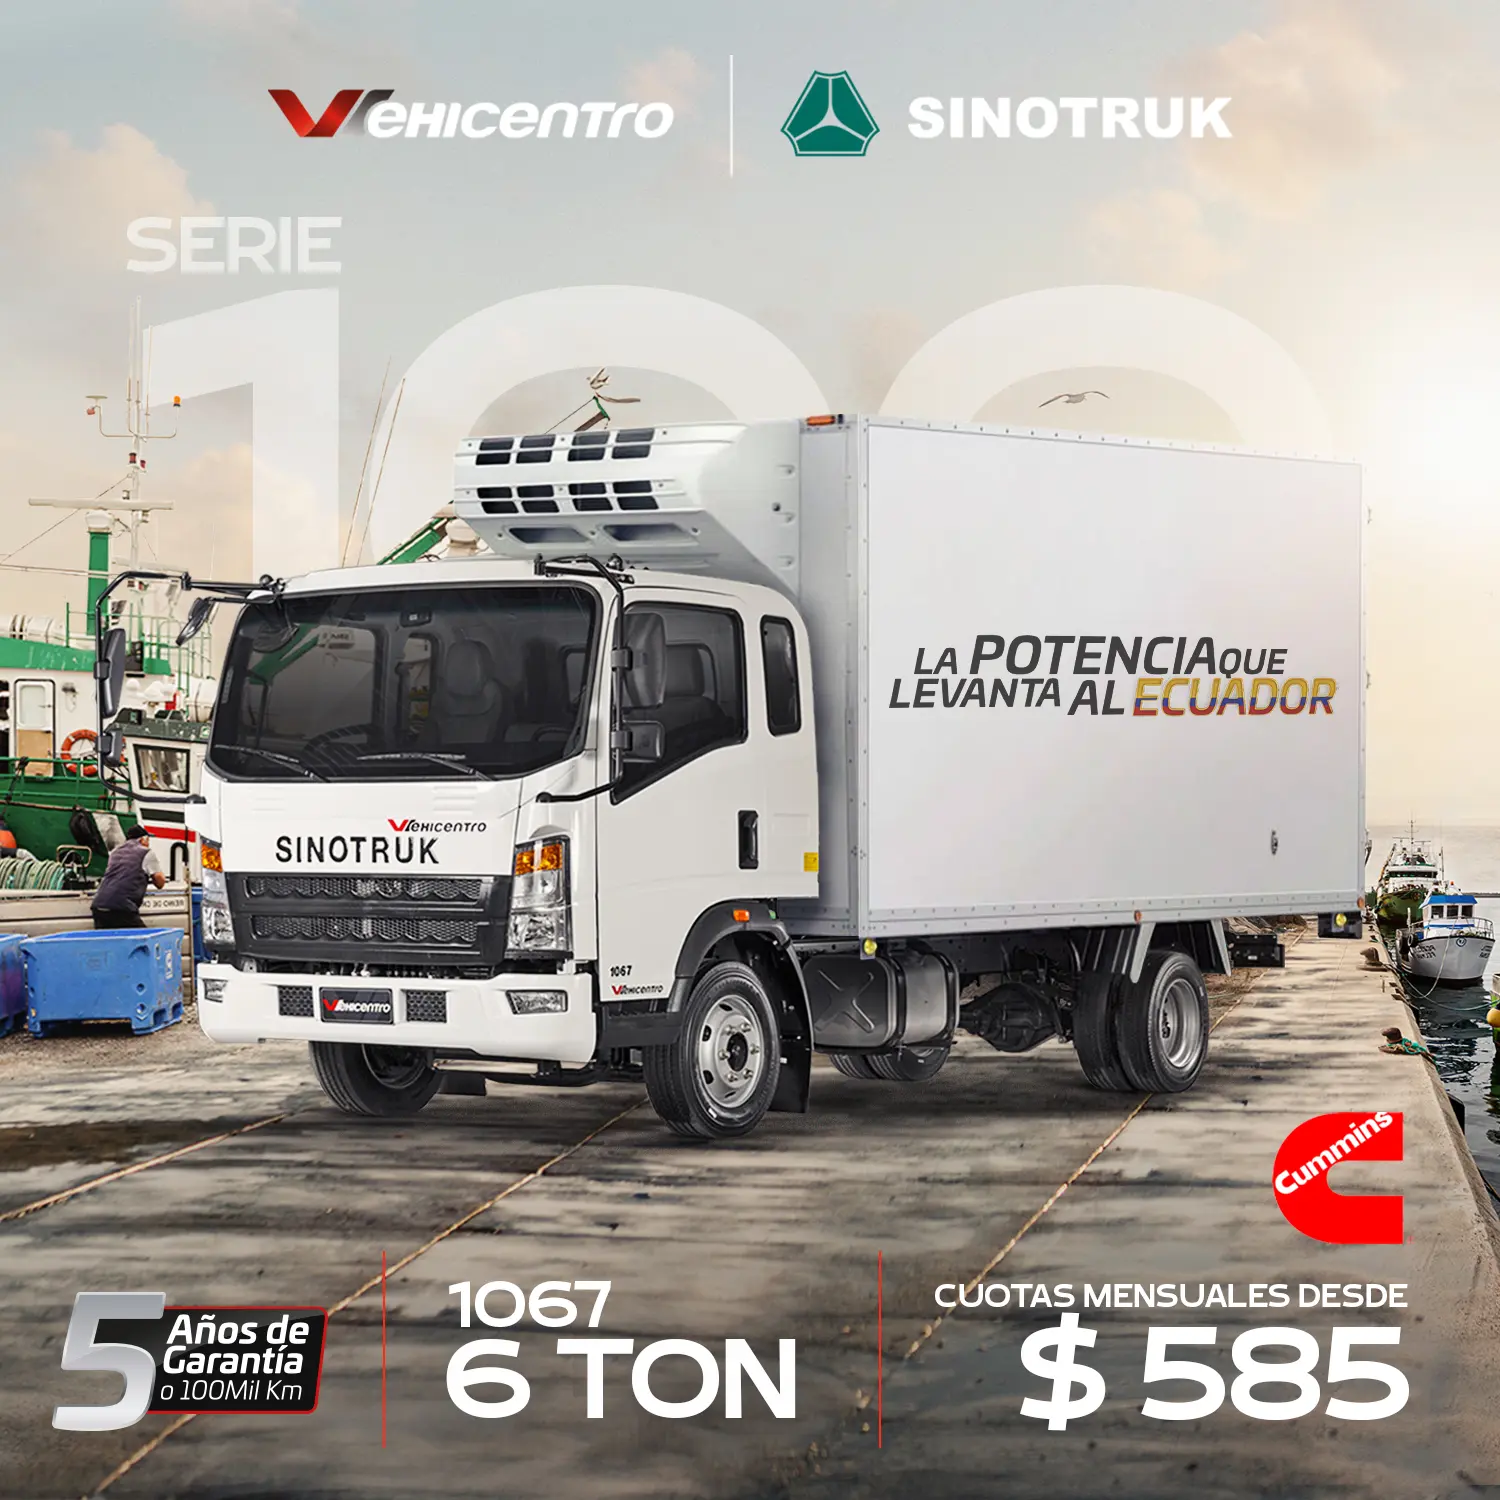 VEHICENTRO
SINOTRUK
SERIE
LA POTENCIA QUE
LEVANTA AL ECUADOR
VEHICENTRO
SINOTRUK
1067
VEHICENTRO
VEHICENTRO
Cummins
5 Años de
Garantía
o 100Mil Km
1067
6 TON
CUOTAS MENSUALES DESDE
$ 585